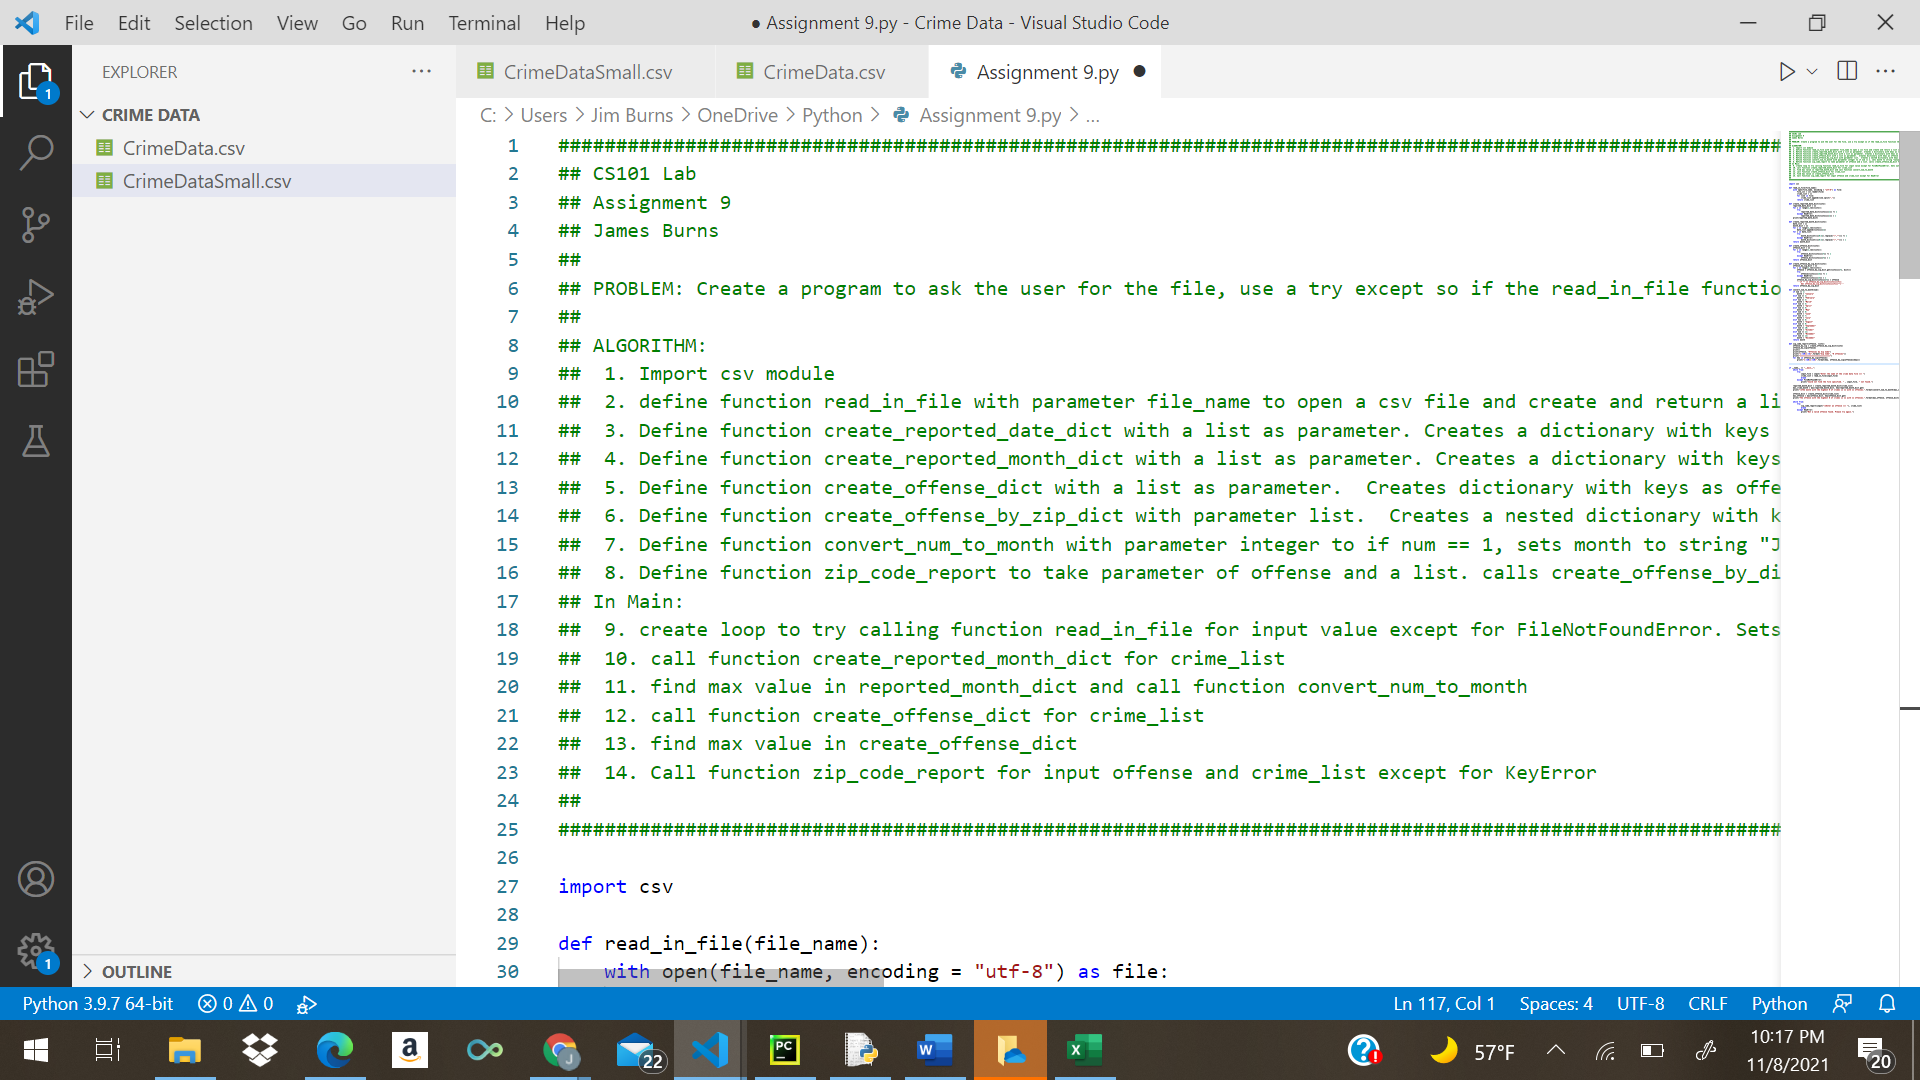 File Edit Selection View Go Run Terminal Help
● Assignment 9.py - Crime Data - Visual Studio Code
EXPLORER
CrimeDataSmall.csv CrimeData.csv Assignment 9.py ●
CRIME DATA
C: > Users > Jim Burns > OneDrive > Python > Assignment 9.py > ...
CrimeData.csv
CrimeDataSmall.csv
1 ##########################################################################################################
2 ## CS101 Lab
3 ## Assignment 9
4 ## James Burns
5 ##
6 ## PROBLEM: Create a program to ask the user for the file, use a try except so if the read_in_file functio
7 ##
8 ## ALGORITHM:
9 ##  1. Import csv module
10 ##  2. define function read_in_file with parameter file_name to open a csv file and create and return a li
11 ##  3. Define function create_reported_date_dict with a list as parameter. Creates a dictionary with keys
12 ##  4. Define function create_reported_month_dict with a list as parameter. Creates a dictionary with keys
13 ##  5. Define function create_offense_dict with a list as parameter.  Creates dictionary with keys as offe
14 ##  6. Define function create_offense_by_zip_dict with parameter list.  Creates a nested dictionary with k
15 ##  7. Define function convert_num_to_month with parameter integer to if num == 1, sets month to string "J
16 ##  8. Define function zip_code_report to take parameter of offense and a list. calls create_offense_by_di
17 ## In Main:
18 ##  9. create loop to try calling function read_in_file for input value except for FileNotFoundError. Sets
19 ##  10. call function create_reported_month_dict for crime_list
20 ##  11. find max value in reported_month_dict and call function convert_num_to_month
21 ##  12. call function create_offense_dict for crime_list
22 ##  13. find max value in create_offense_dict
23 ##  14. Call function zip_code_report for input offense and crime_list except for KeyError
24 ##
25 ##########################################################################################################
26
27 import csv
28
29 def read_in_file(file_name):
30     with open(file_name, encoding = "utf-8") as file:
1
1
OUTLINE
Python 3.9.7 64-bit 0 0 Ln 117, Col 1 Spaces: 4 UTF-8 CRLF Python
a J 22 PC W X 57°F 10:17 PM
11/8/2021 20